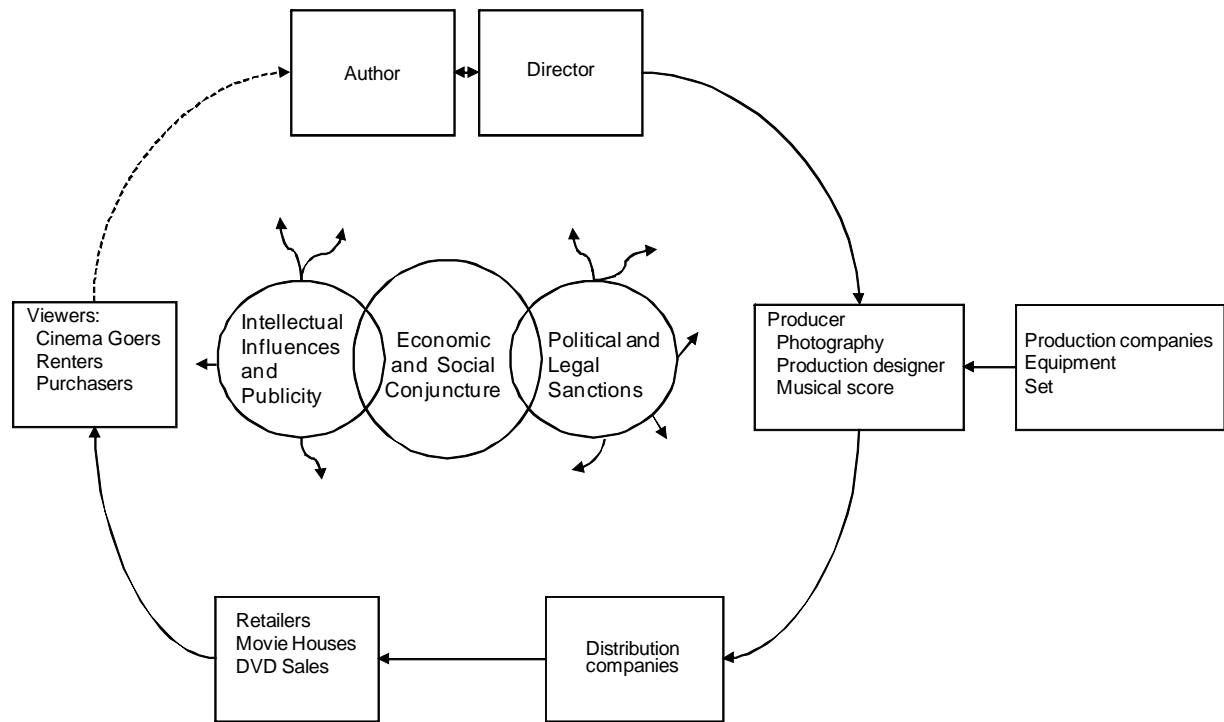 Author
Director
Viewers:
Cinema Goers
Renters
Purchasers
Intellectual
Influences
and
Publicity
Economic
and Social
Conjuncture
Political and
Legal
Sanctions
Producer
Photography
Production designer
Musical score
Production companies
Equipment
Set
Retailers
Movie Houses
DVD Sales
Distribution
companies